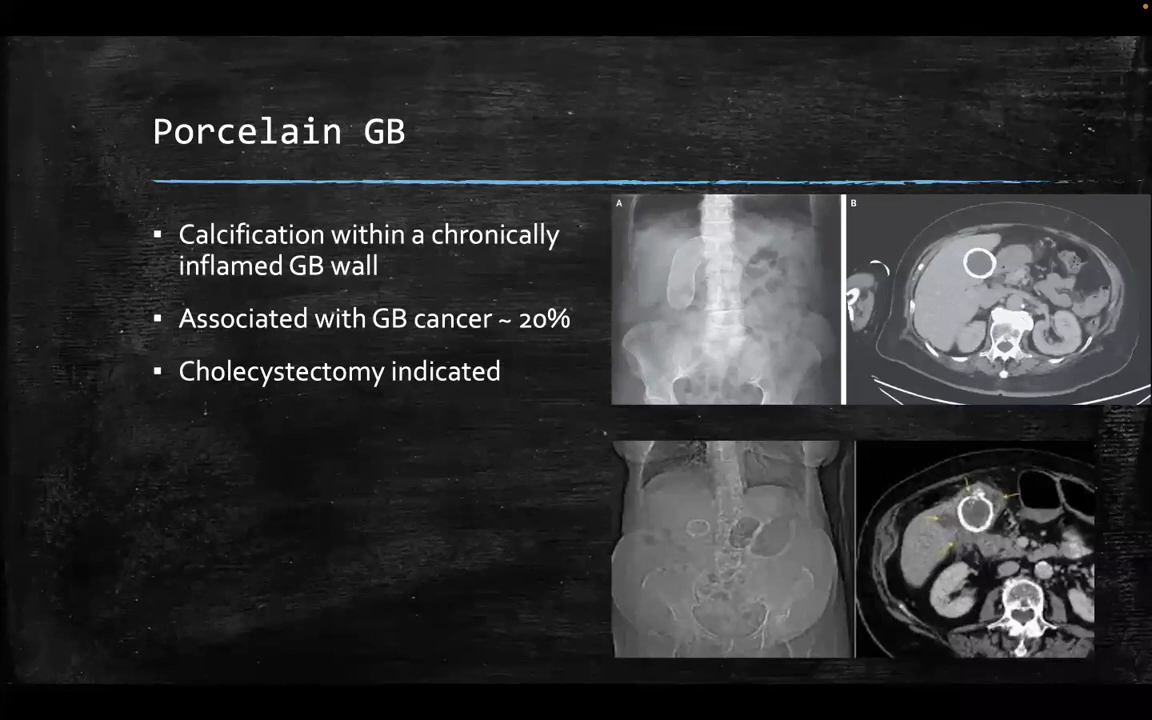 Porcelain GB
▪ Calcification within a chronically
inflamed GB wall
▪ Associated with GB cancer ~ 20%
▪ Cholecystectomy indicated
A
B